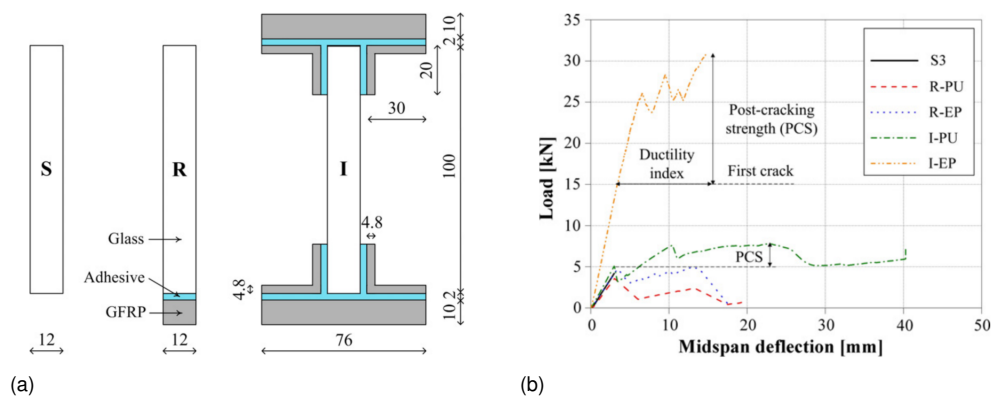 S
R
I
Glass
Adhesive
GFRP
12
12
76
2 10
20
30
100
4.8
4.8
10 2
(a)
35
30
25
20
15
10
5
0
Load [kN]
0
10
20
30
40
50
Midspan deflection [mm]
S3
R-PU
R-EP
I-PU
I-EP
Post-cracking
strength (PCS)
Ductility
index
First crack
PCS
(b)